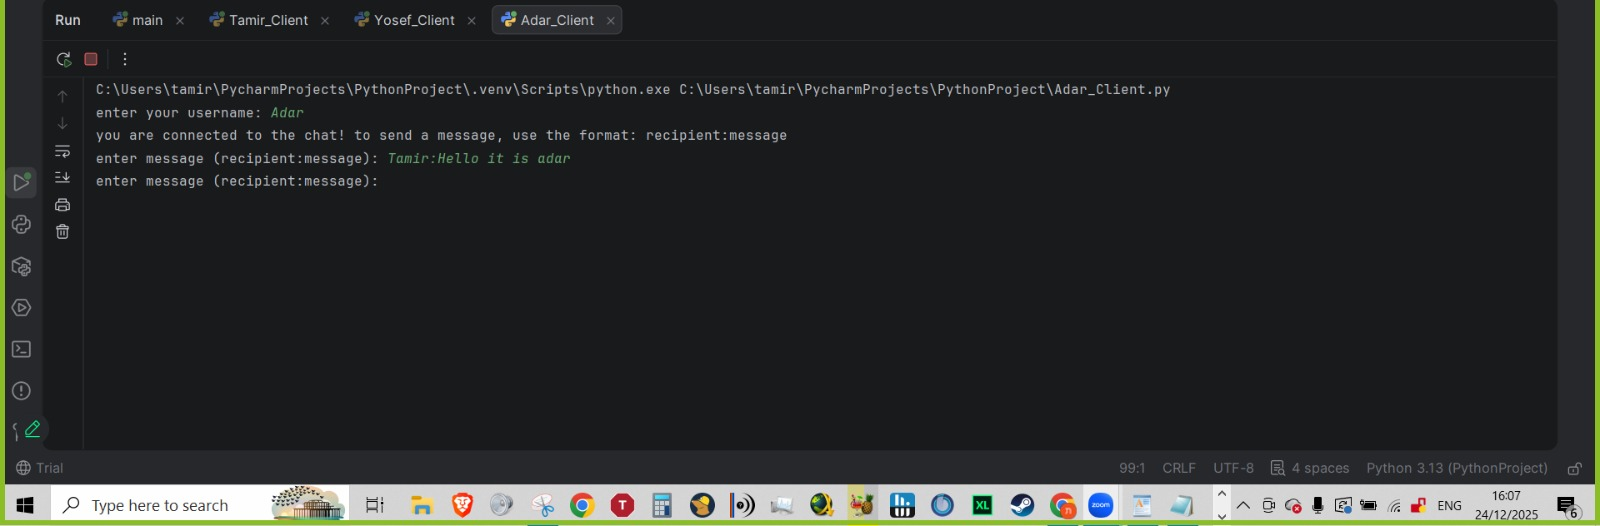 Run main Tamir_Client Yosef_Client Adar_Client
C:\Users\tamir\PycharmProjects\PythonProject\.venv\Scripts\python.exe C:\Users\tamir\PycharmProjects\PythonProject\Adar_Client.py
enter your username: Adar
you are connected to the chat! to send a message, use the format: recipient:message
enter message (recipient:message): Tamir:Hello it is adar
enter message (recipient:message):
Trial 99:1 CRLF UTF-8 4 spaces Python 3.13 (PythonProject)
Type here to search T XL n zoom ENG 16:07
24/12/2025 6